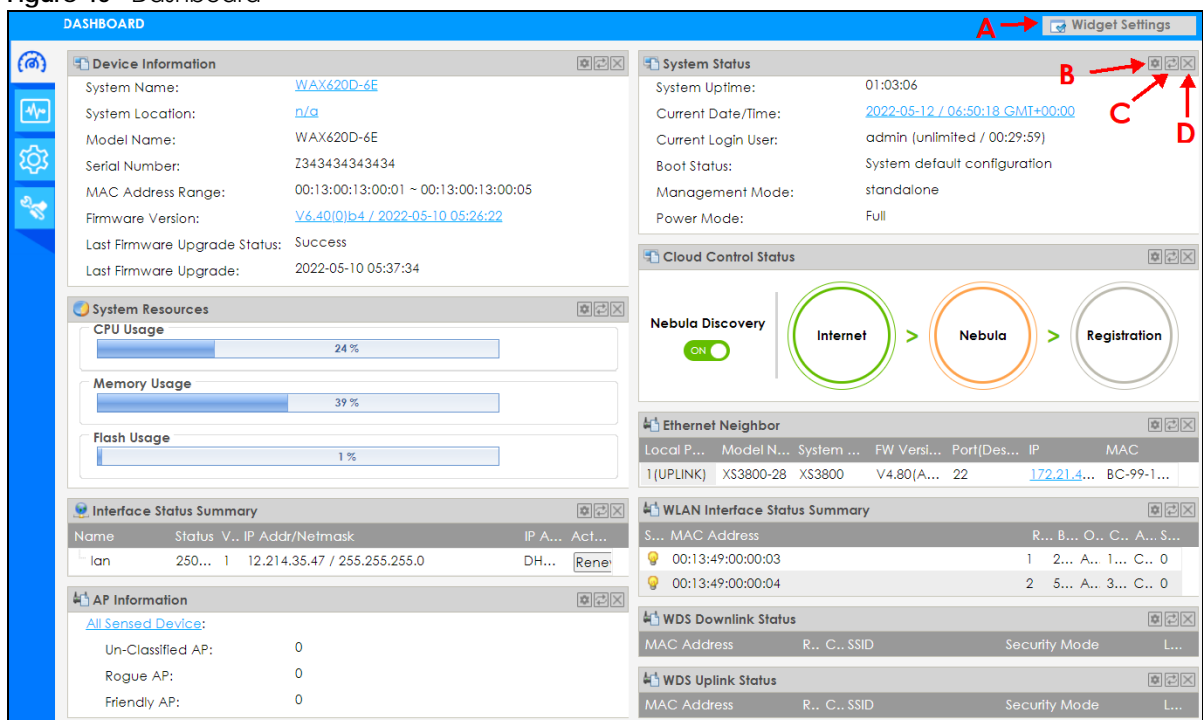 DASHBOARD
A
Widget Settings
Device Information
System Name: WAX620D-6E
System Location: n/a
Model Name: WAX620D-6E
Serial Number: Z343434343434
MAC Address Range: 00:13:00:13:00:01 ~ 00:13:00:13:00:05
Firmware Version: V6.40(0)b4 / 2022-05-10 05:26:22
Last Firmware Upgrade Status: Success
Last Firmware Upgrade: 2022-05-10 05:37:34
System Resources
CPU Usage
24 %
Memory Usage
39 %
Flash Usage
1 %
Interface Status Summary
Name Status V.. IP Addr/Netmask IP A... Act...
lan 250... 1 12.214.35.47 / 255.255.255.0 DH...
AP Information
All Sensed Device:
Un-Classified AP: 0
Rogue AP: 0
Friendly AP: 0
System Status
B
C
D
System Uptime: 01:03:06
Current Date/Time: 2022-05-12 / 06:50:18 GMT+00:00
Current Login User: admin (unlimited / 00:29:59)
Boot Status: System default configuration
Management Mode: standalone
Power Mode: Full
Cloud Control Status
Nebula Discovery
ON
Internet > Nebula > Registration
Ethernet Neighbor
Local P... Model N... System ... FW Versi... Port(Des... IP MAC
1(UPLINK) XS3800-28 XS3800 V4.80(A... 22 172.21.4... BC-99-1...
WLAN Interface Status Summary
S... MAC Address R... B... O.. C.. A... S...
00:13:49:00:00:03 1 2... A.. 1... C.. 0
00:13:49:00:00:04 2 5... A.. 3... C.. 0
WDS Downlink Status
MAC Address R.. C.. SSID Security Mode L...
WDS Uplink Status
MAC Address R.. C.. SSID Security Mode L...